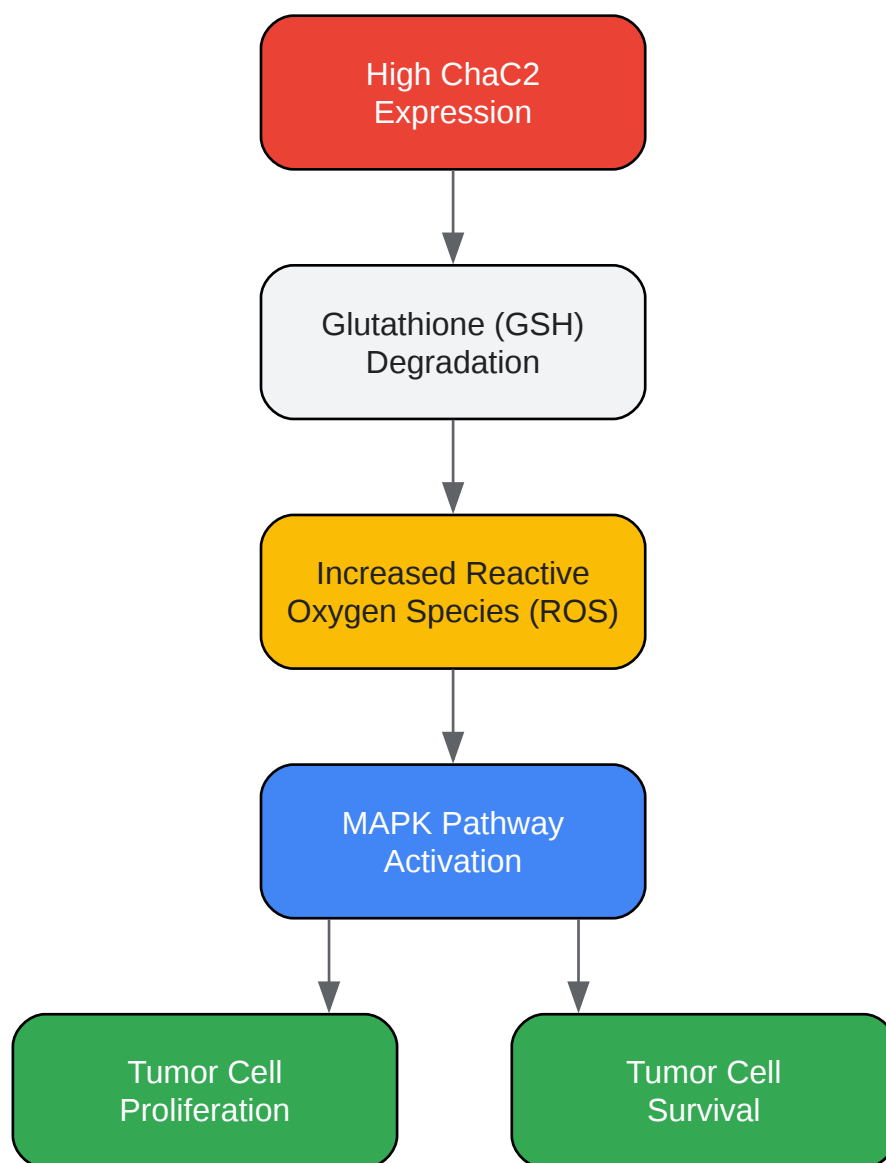 High ChaC2
Expression
Glutathione (GSH)
Degradation
Increased Reactive
Oxygen Species (ROS)
MAPK Pathway
Activation
Tumor Cell
Proliferation
Tumor Cell
Survival